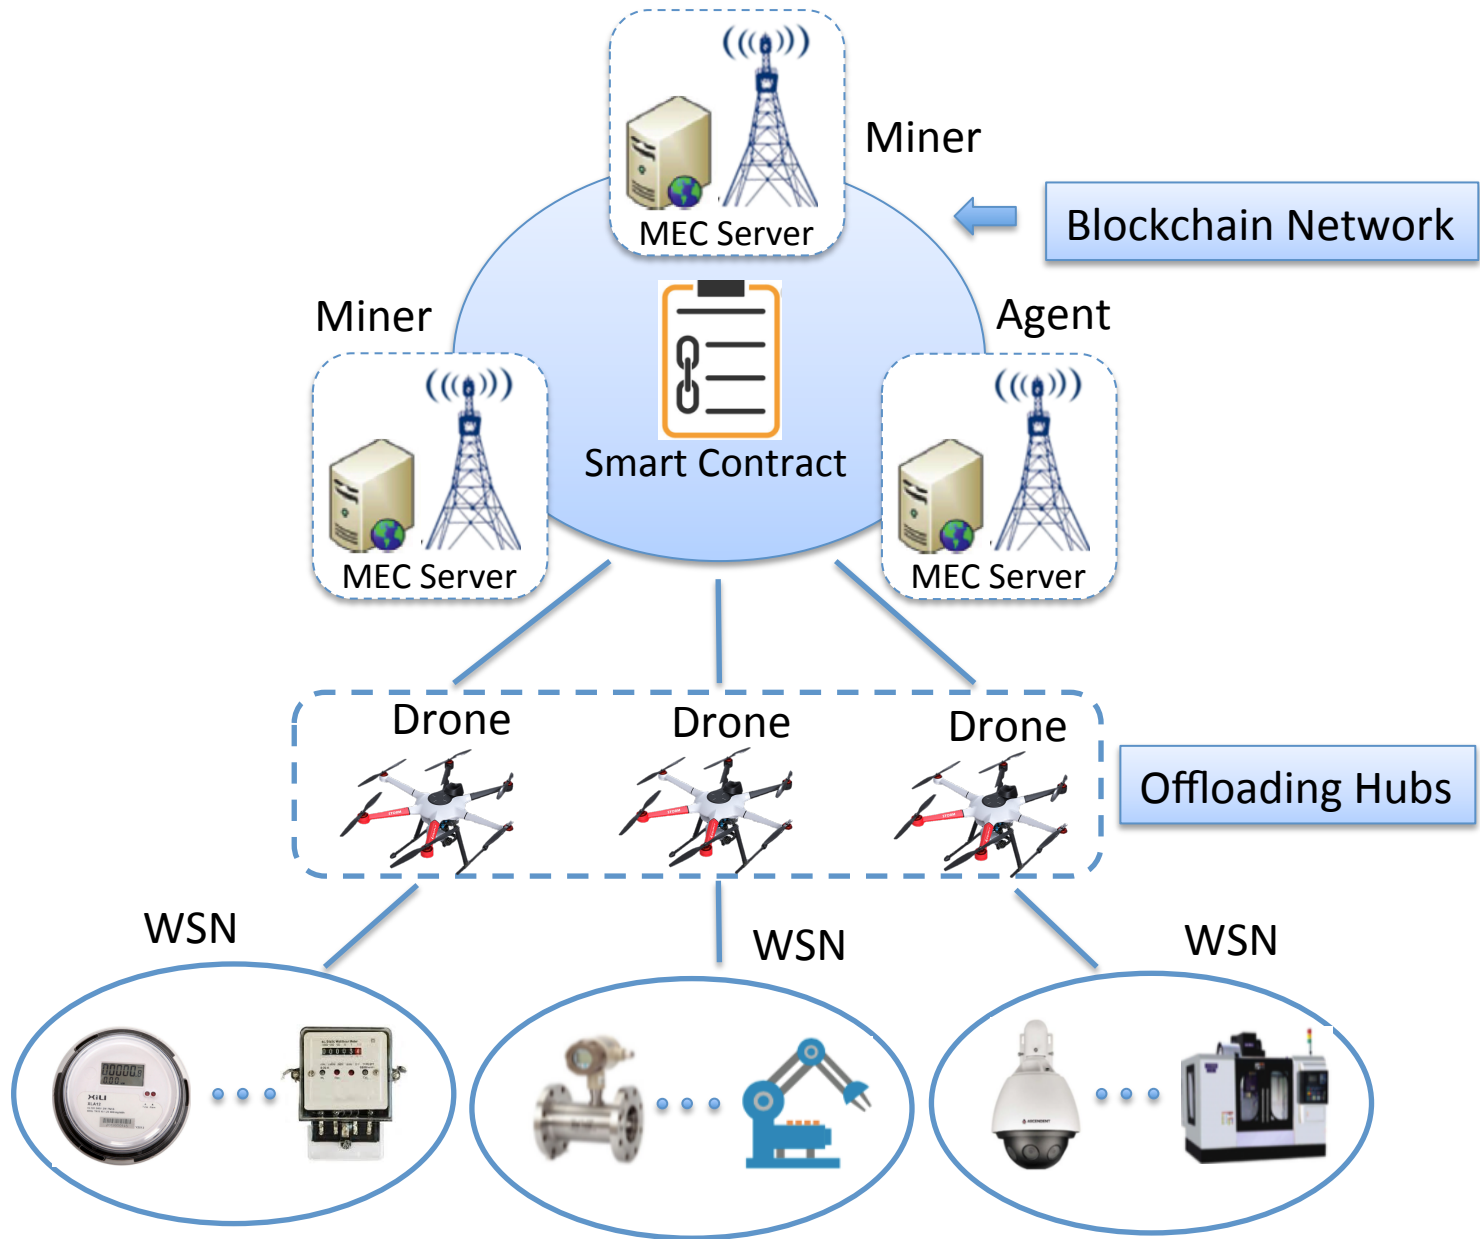 Miner
MEC Server
Blockchain Network
Miner
Agent
Smart Contract
MEC Server
MEC Server
Drone
Drone
Drone
Offloading Hubs
WSN
WSN
WSN
XiLI